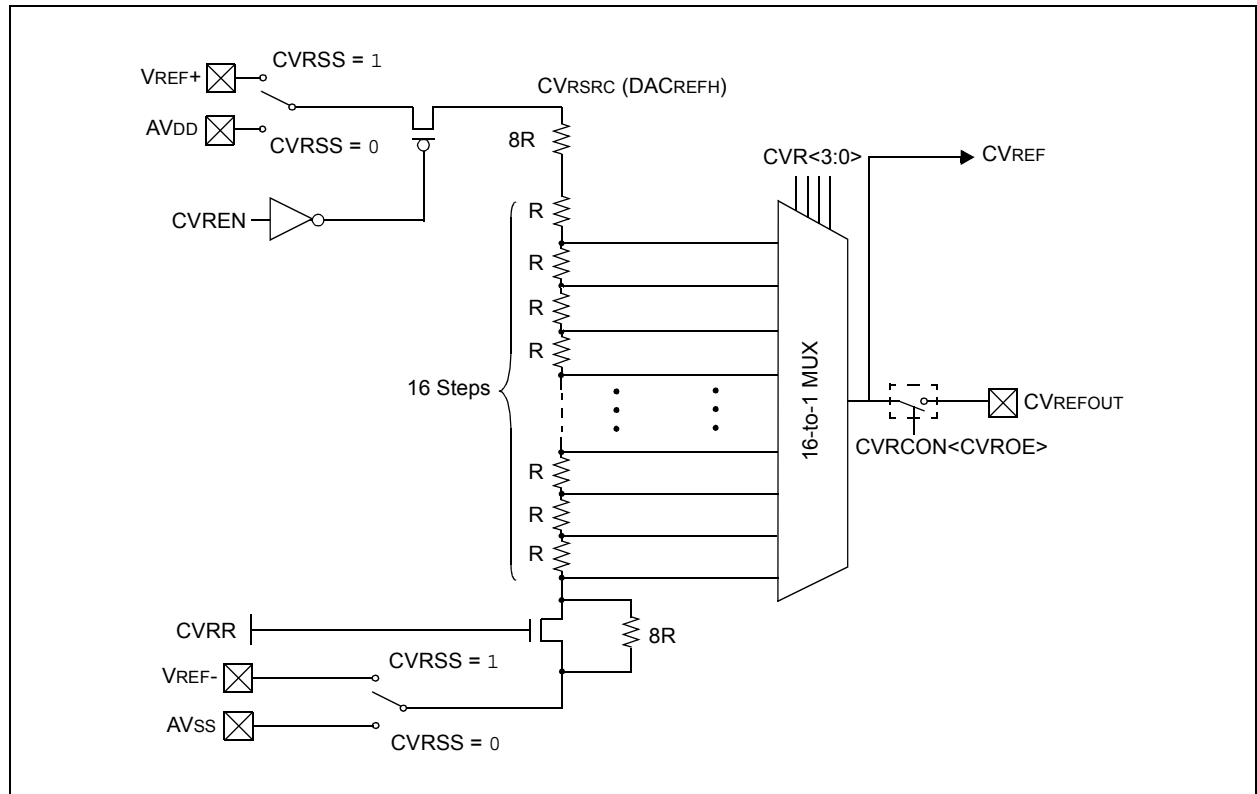 CVRSS = 1
VREF+
CVRSRC (DACREFH)
AVDD
8R
CVRSS = 0
CVR<3:0>
CVREF
CVREN
R
R
R
R
16 Steps
16-to-1 MUX
CVREFOUT
CVRCON<CVROE>
R
R
R
CVRR
8R
CVRSS = 1
VREF-
AVSS
CVRSS = 0